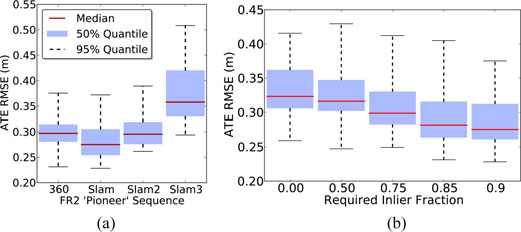 0.55
0.50
0.45
0.40
0.35
0.30
0.25
0.20
ATE RMSE (m)
Median
50% Quantile
95% Quantile
360 Slam Slam2 Slam3
FR2 'Pioneer' Sequence
(a)
0.45
0.40
0.35
0.30
0.25
0.20
ATE RMSE (m)
0.00 0.50 0.75 0.85 0.9
Required Inlier Fraction
(b)